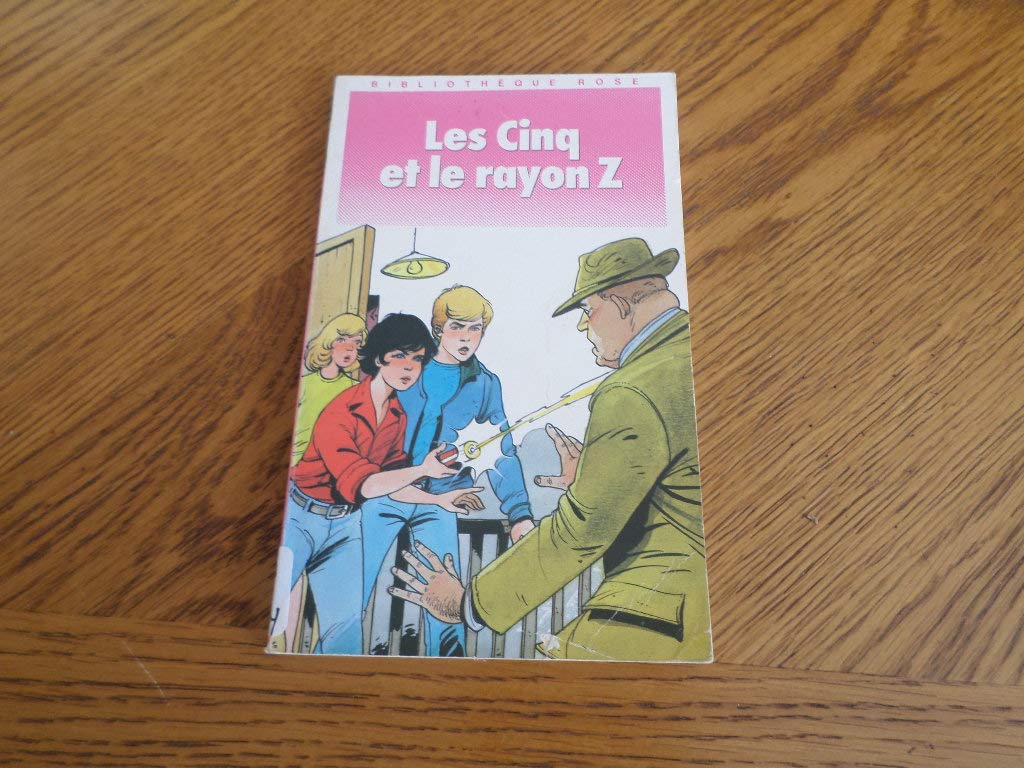 BIBLIOTHÈQUE ROSE
Les Cinq
et le rayon Z